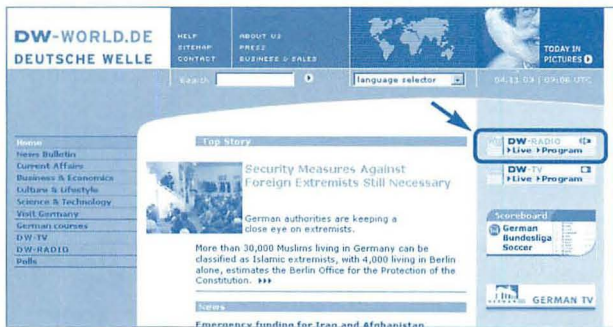 DW-WORLD.DE
DEUTSCHE WELLE
HELP
SITEMAP
CONTACT
ABOUT US
PRESS
BUSINESS & SALES
TODAY IN
PICTURES
Search
language selector
04.11.03 | 09:06 UTC
Home
News Bulletin
Current Affairs
Business & Economics
Culture & Lifestyle
Science & Technology
Visit Germany
German courses
DW-TV
DW-RADIO
Polls
Top Story
Security Measures Against
Foreign Extremists Still Necessary
German authorities are keeping a
close eye on extremists.
More than 30,000 Muslims living in Germany can be
classified as Islamic extremists, with 4,000 living in Berlin
alone, estimates the Berlin Office for the Protection of the
Constitution.
News
Emergency funding for Iraq and Afghanistan
DW-RADIO
Live Program
DW-TV
Live Program
Scoreboard
German
Bundesliga
Soccer
GERMAN TV